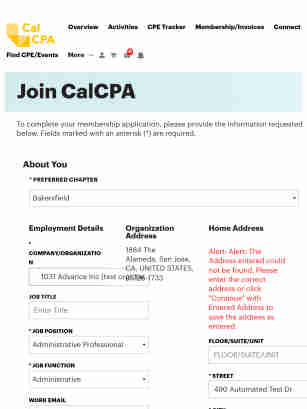 Cal
CPA
Overview Activities CPE Tracker Membership/Invoices Connect
Find CPE/Events More
Join CalCPA
To complete your membership application, please provide the information requested
below. Fields marked with an asterisk (*) are required.
About You
* PREFERRED CHAPTER
Bakersfield
Employment Details
*
COMPANY/ORGANIZATIO
N
1031 Advance Inc [test org]
JOB TITLE
Enter Title
* JOB POSITION
Administrative Professional
* JOB FUNCTION
Administrative
WORK EMAIL
Organization
Address
1884 The
Alameda, San Jose,
CA, UNITED STATES,
95126-1733
Home Address
Alert: Alert: The
Address entered could
not be found. Please
enter the correct
address or click
"Continue" with
Entered Address to
save the address as
entered.
FLOOR/SUITE/UNIT
FLOOR/SUITE/UNIT
* STREET
490 Automated Test Dr.